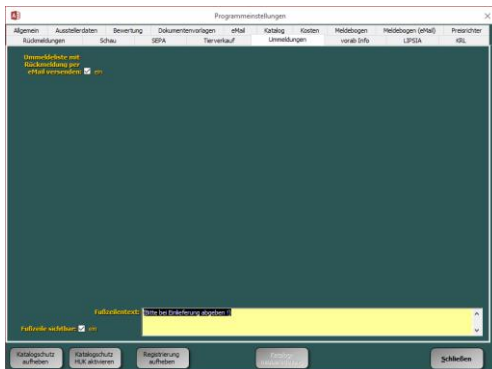 Programmeinstellungen
Allgemein Ausstellerdaten Bewertung Dokumentenvorlagen eMail Katalog Kosten Meldebogen Meldebogen (eMail) Preisrichter
Rückmeldungen Schau SEPA Tierverkauf Ummeldungen vorab Info LIPSIA KRL
Ummeldeliste mit
Rückmeldung per
eMail versenden: ein
Fußzeilentext: Bitte bei Einlieferung abgeben !!
Fußzeile sichtbar: ein
Katalogschutz
aufheben
Katalogschutz
HUK aktivieren
Registrierung
aufheben
Schließen